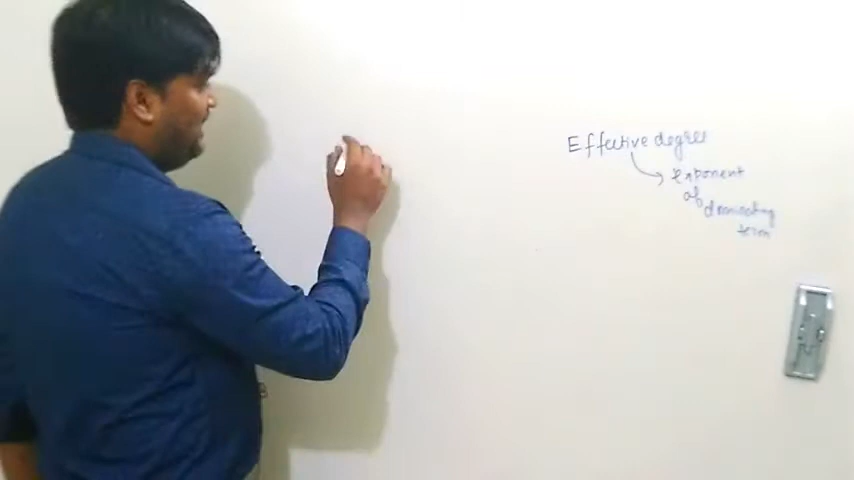 Effective degree
Exponent
of
dominating
term